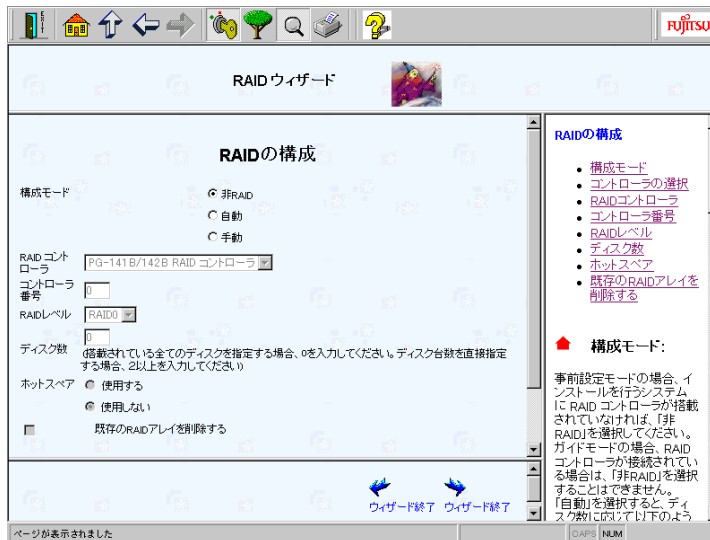 EXIT
FUJITSU
RAID ウィザード
RAIDの構成
構成モード
非RAID
自動
手動
RAID コント
ローラ
PG-141B/142B RAID コントローラ
コントローラ
番号
0
RAIDレベル
RAID0
0
ディスク数
(搭載されている全てのディスクを指定する場合、0を入力してください。ディスク台数を直接指定
する場合、2以上を入力してください)
ホットスペア
使用する
使用しない
既存のRAIDアレイを削除する
ウィザード終了
ウィザード終了
RAIDの構成
構成モード
コントローラの選択
RAIDコントローラ
コントローラ番号
RAIDレベル
ディスク数
ホットスペア
既存のRAIDアレイを
削除する
構成モード:
事前設定モードの場合、イ
ンストールを行うシステム
に RAID コントローラが搭載
されていなければ、「非
RAID」を選択してください。
ガイドモードの場合、RAID
コントローラが接続されてい
る場合は、「非RAID」を選択
することはできません。
「自動」を選択すると、ディ
スク数に応じて以下のよう
ページが表示されました
CAPS
NUM